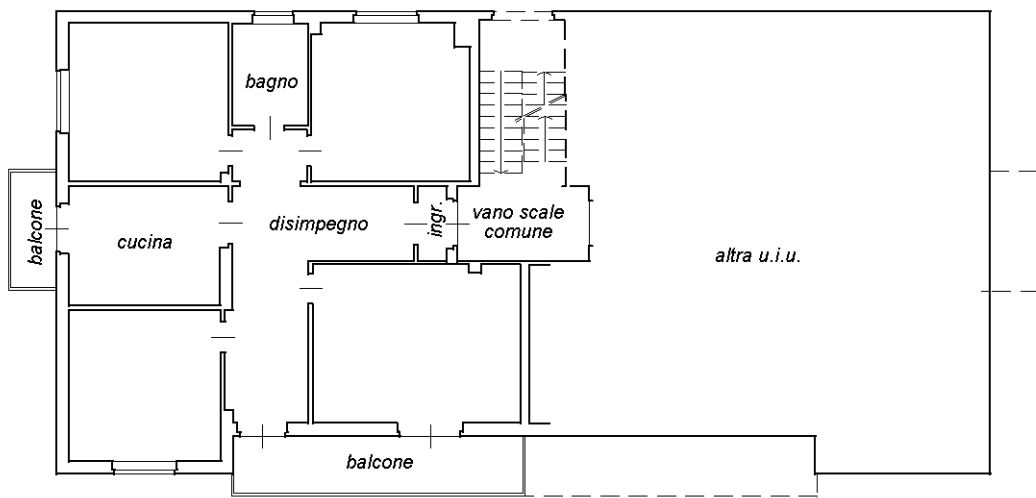 bagno
balcone
cucina
disimpegno
ingr.
vano scale
comune
altra u.i.u.
balcone